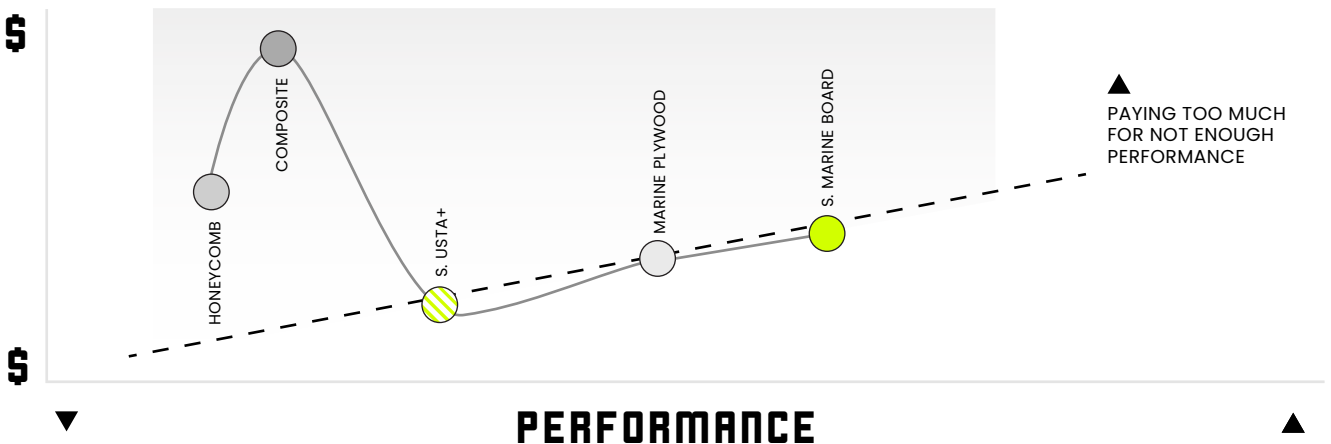 $
COMPOSITE
HONEYCOMB
S. USTA+
MARINE PLYWOOD
S. MARINE BOARD
PAYING TOO MUCH
FOR NOT ENOUGH
PERFORMANCE
$
PERFORMANCE